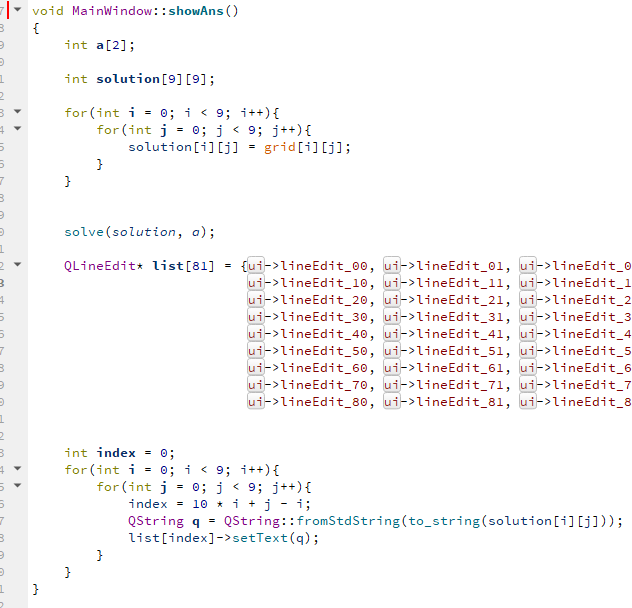 void MainWindow::showAns()
{
    int a[2];
    int solution[9][9];
    for(int i = 0; i < 9; i++){
        for(int j = 0; j < 9; j++){
            solution[i][j] = grid[i][j];
        }
    }
    solve(solution, a);
    QLineEdit* list[81] = {ui->lineEdit_00, ui->lineEdit_01, ui->lineEdit_0
                           ui->lineEdit_10, ui->lineEdit_11, ui->lineEdit_1
                           ui->lineEdit_20, ui->lineEdit_21, ui->lineEdit_2
                           ui->lineEdit_30, ui->lineEdit_31, ui->lineEdit_3
                           ui->lineEdit_40, ui->lineEdit_41, ui->lineEdit_4
                           ui->lineEdit_50, ui->lineEdit_51, ui->lineEdit_5
                           ui->lineEdit_60, ui->lineEdit_61, ui->lineEdit_6
                           ui->lineEdit_70, ui->lineEdit_71, ui->lineEdit_7
                           ui->lineEdit_80, ui->lineEdit_81, ui->lineEdit_8
    int index = 0;
    for(int i = 0; i < 9; i++){
        for(int j = 0; j < 9; j++){
            index = 10 * i + j - i;
            QString q = QString::fromStdString(to_string(solution[i][j]));
            list[index]->setText(q);
        }
    }
}